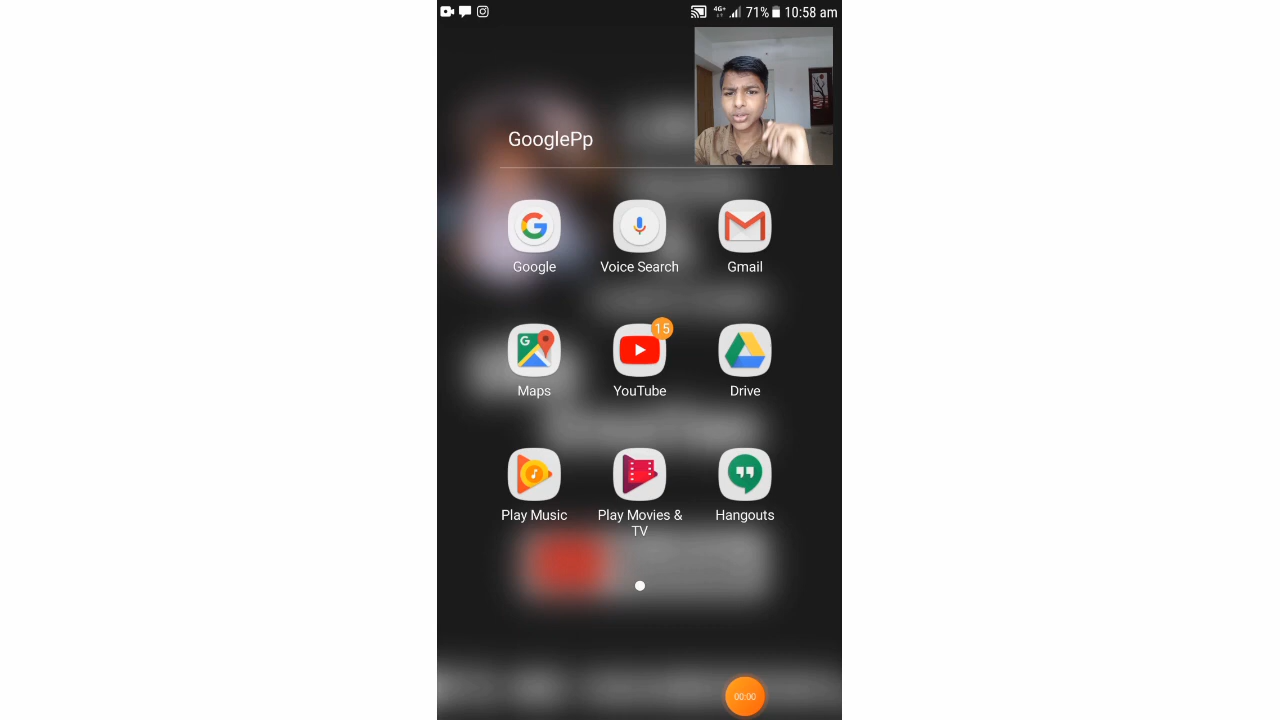 4G+ 71% 10:58 am
GooglePp
Google Voice Search Gmail
15
Maps YouTube Drive
Play Music Play Movies & Hangouts
TV
00:00